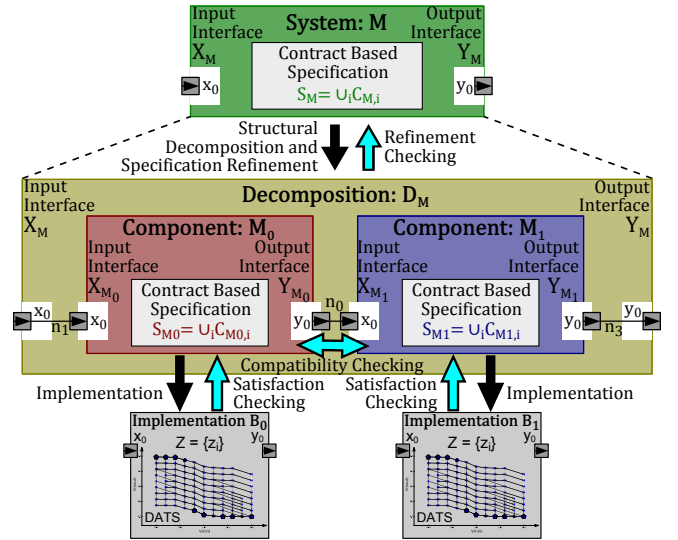 System: M
Input
Interface
X_M
Output
Interface
Y_M
Contract Based
Specification
S_M= ∪_iC_M,i
x_0
y_0
Structural
Decomposition and
Specification Refinement
Refinement
Checking
Input
Interface
X_M
Decomposition: D_M
Output
Interface
Y_M
Component: M_0
Input
Interface
X_M_0
Output
Interface
Y_M_0
Contract Based
Specification
S_M0= ∪_iC_M0,i
Component: M_1
Input
Interface
X_M_1
Output
Interface
Y_M_1
Contract Based
Specification
S_M1= ∪_iC_M1,i
x_0
n_1
x_0
y_0
n_0
x_0
y_0
n_3
y_0
Compatibility Checking
Implementation
Satisfaction
Checking
Satisfaction
Checking
Implementation
Implementation B_0
x_0
y_0
Z = {z_i}
DATS
Implementation B_1
x_0
y_0
Z = {z_i}
DATS